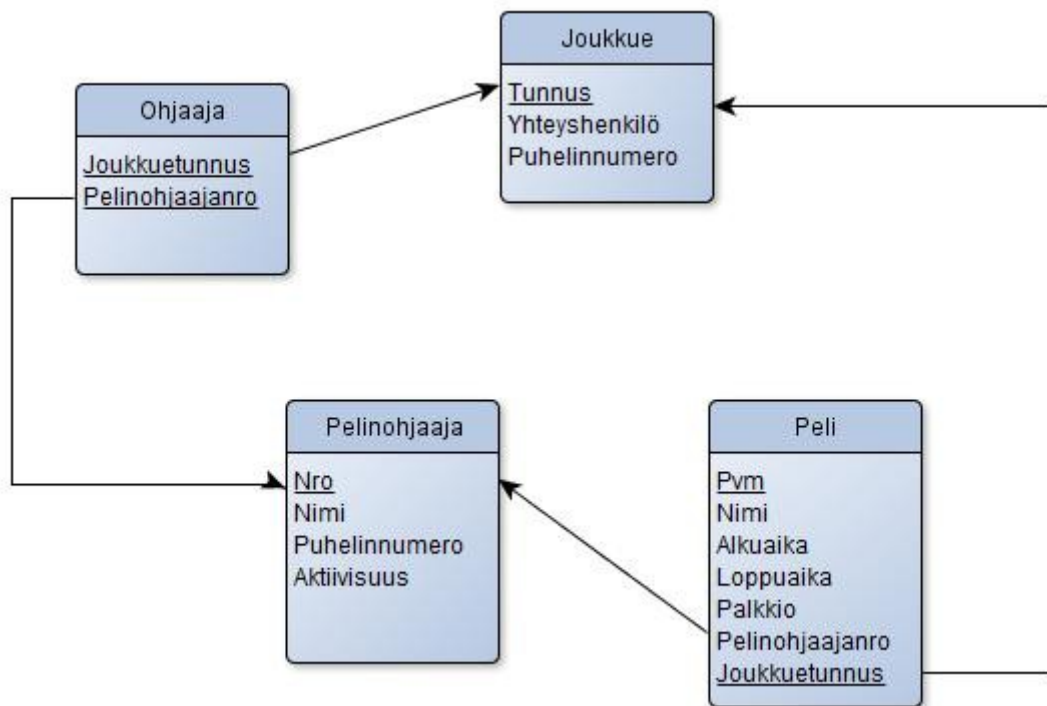 Joukkue
Tunnus
Yhteyshenkilö
Puhelinnumero
Ohjaaja
Joukkuetunnus
Pelinohjaajanro
Pelinohjaaja
Nro
Nimi
Puhelinnumero
Aktiivisuus
Peli
Pvm
Nimi
Alkuaika
Loppuaika
Palkkio
Pelinohjaajanro
Joukkuetunnus